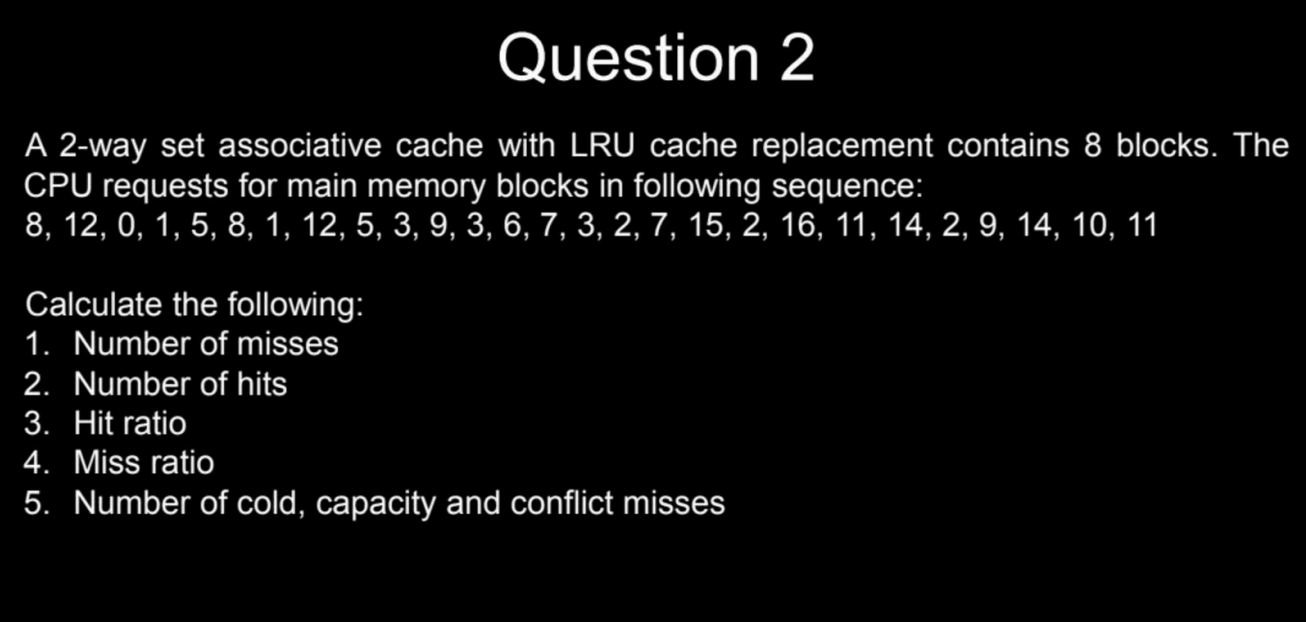 Question 2
A 2-way set associative cache with LRU cache replacement contains 8 blocks. The
CPU requests for main memory blocks in following sequence:
8, 12, 0, 1, 5, 8, 1, 12, 5, 3, 9, 3, 6, 7, 3, 2, 7, 15, 2, 16, 11, 14, 2, 9, 14, 10, 11
Calculate the following:
1. Number of misses
2. Number of hits
3. Hit ratio
4. Miss ratio
5. Number of cold, capacity and conflict misses